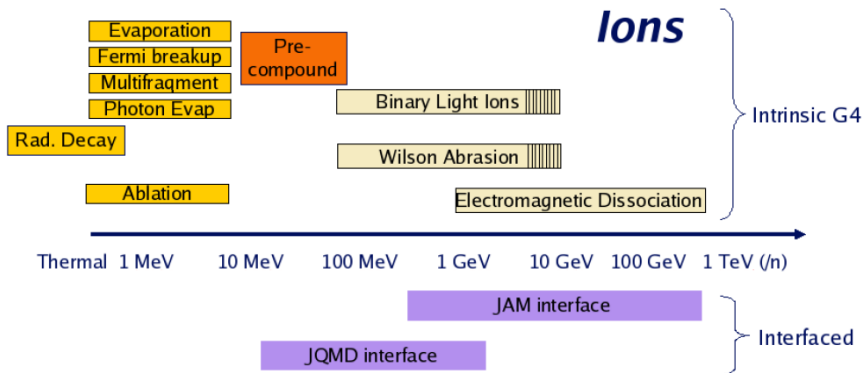 Ions
Evaporation
Fermi breakup
Multifraqment
Photon Evap
Pre-
compound
Binary Light Ions
Intrinsic G4
Rad. Decay
Wilson Abrasion
Ablation
Electromagnetic Dissociation
Thermal 1 MeV 10 MeV 100 MeV 1 GeV 10 GeV 100 GeV 1 TeV (/n)
JAM interface
Interfaced
JQMD interface